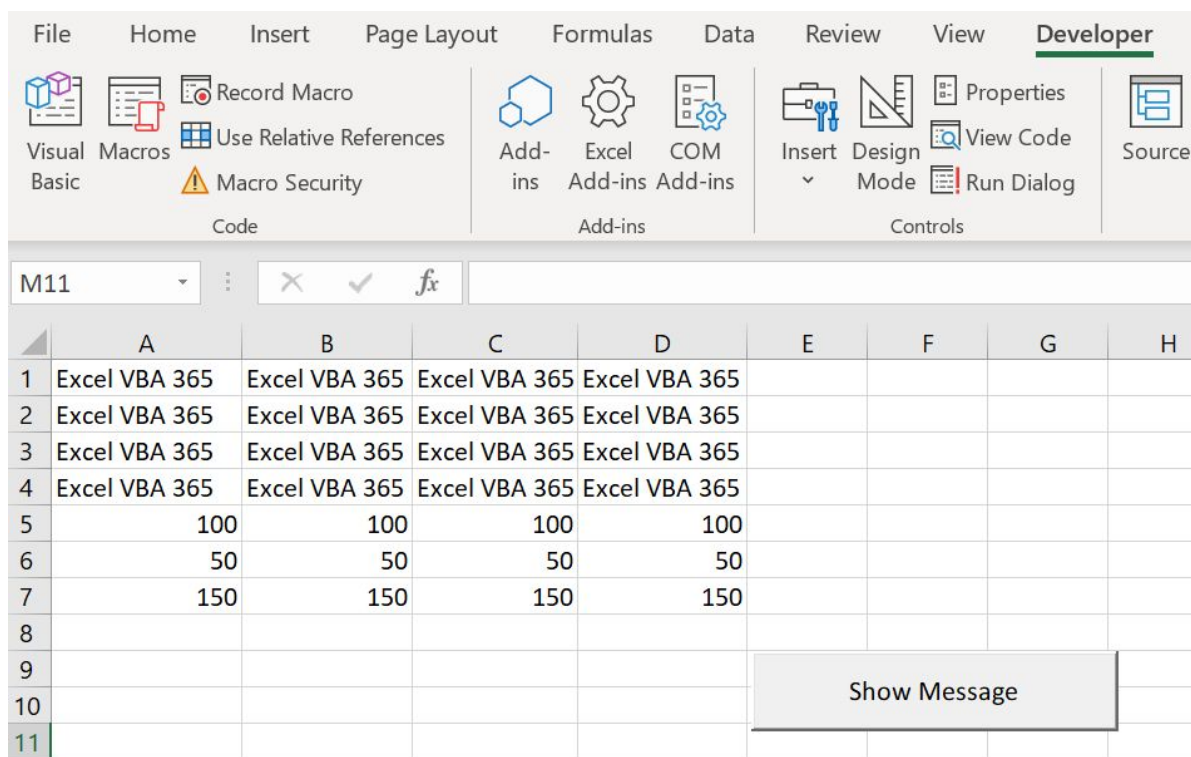 File Home Insert Page Layout Formulas Data Review View Developer
Record Macro
Use Relative References
Macro Security
Visual Basic
Macros
Code
Add-ins
Excel Add-ins
COM Add-ins
Add-ins
Insert
Design Mode
Properties
View Code
Run Dialog
Controls
Source
M11 fx
A B C D E F G H
1 Excel VBA 365 Excel VBA 365 Excel VBA 365 Excel VBA 365
2 Excel VBA 365 Excel VBA 365 Excel VBA 365 Excel VBA 365
3 Excel VBA 365 Excel VBA 365 Excel VBA 365 Excel VBA 365
4 Excel VBA 365 Excel VBA 365 Excel VBA 365 Excel VBA 365
5 100 100 100 100
6 50 50 50 50
7 150 150 150 150
8
9
Show Message
10
11